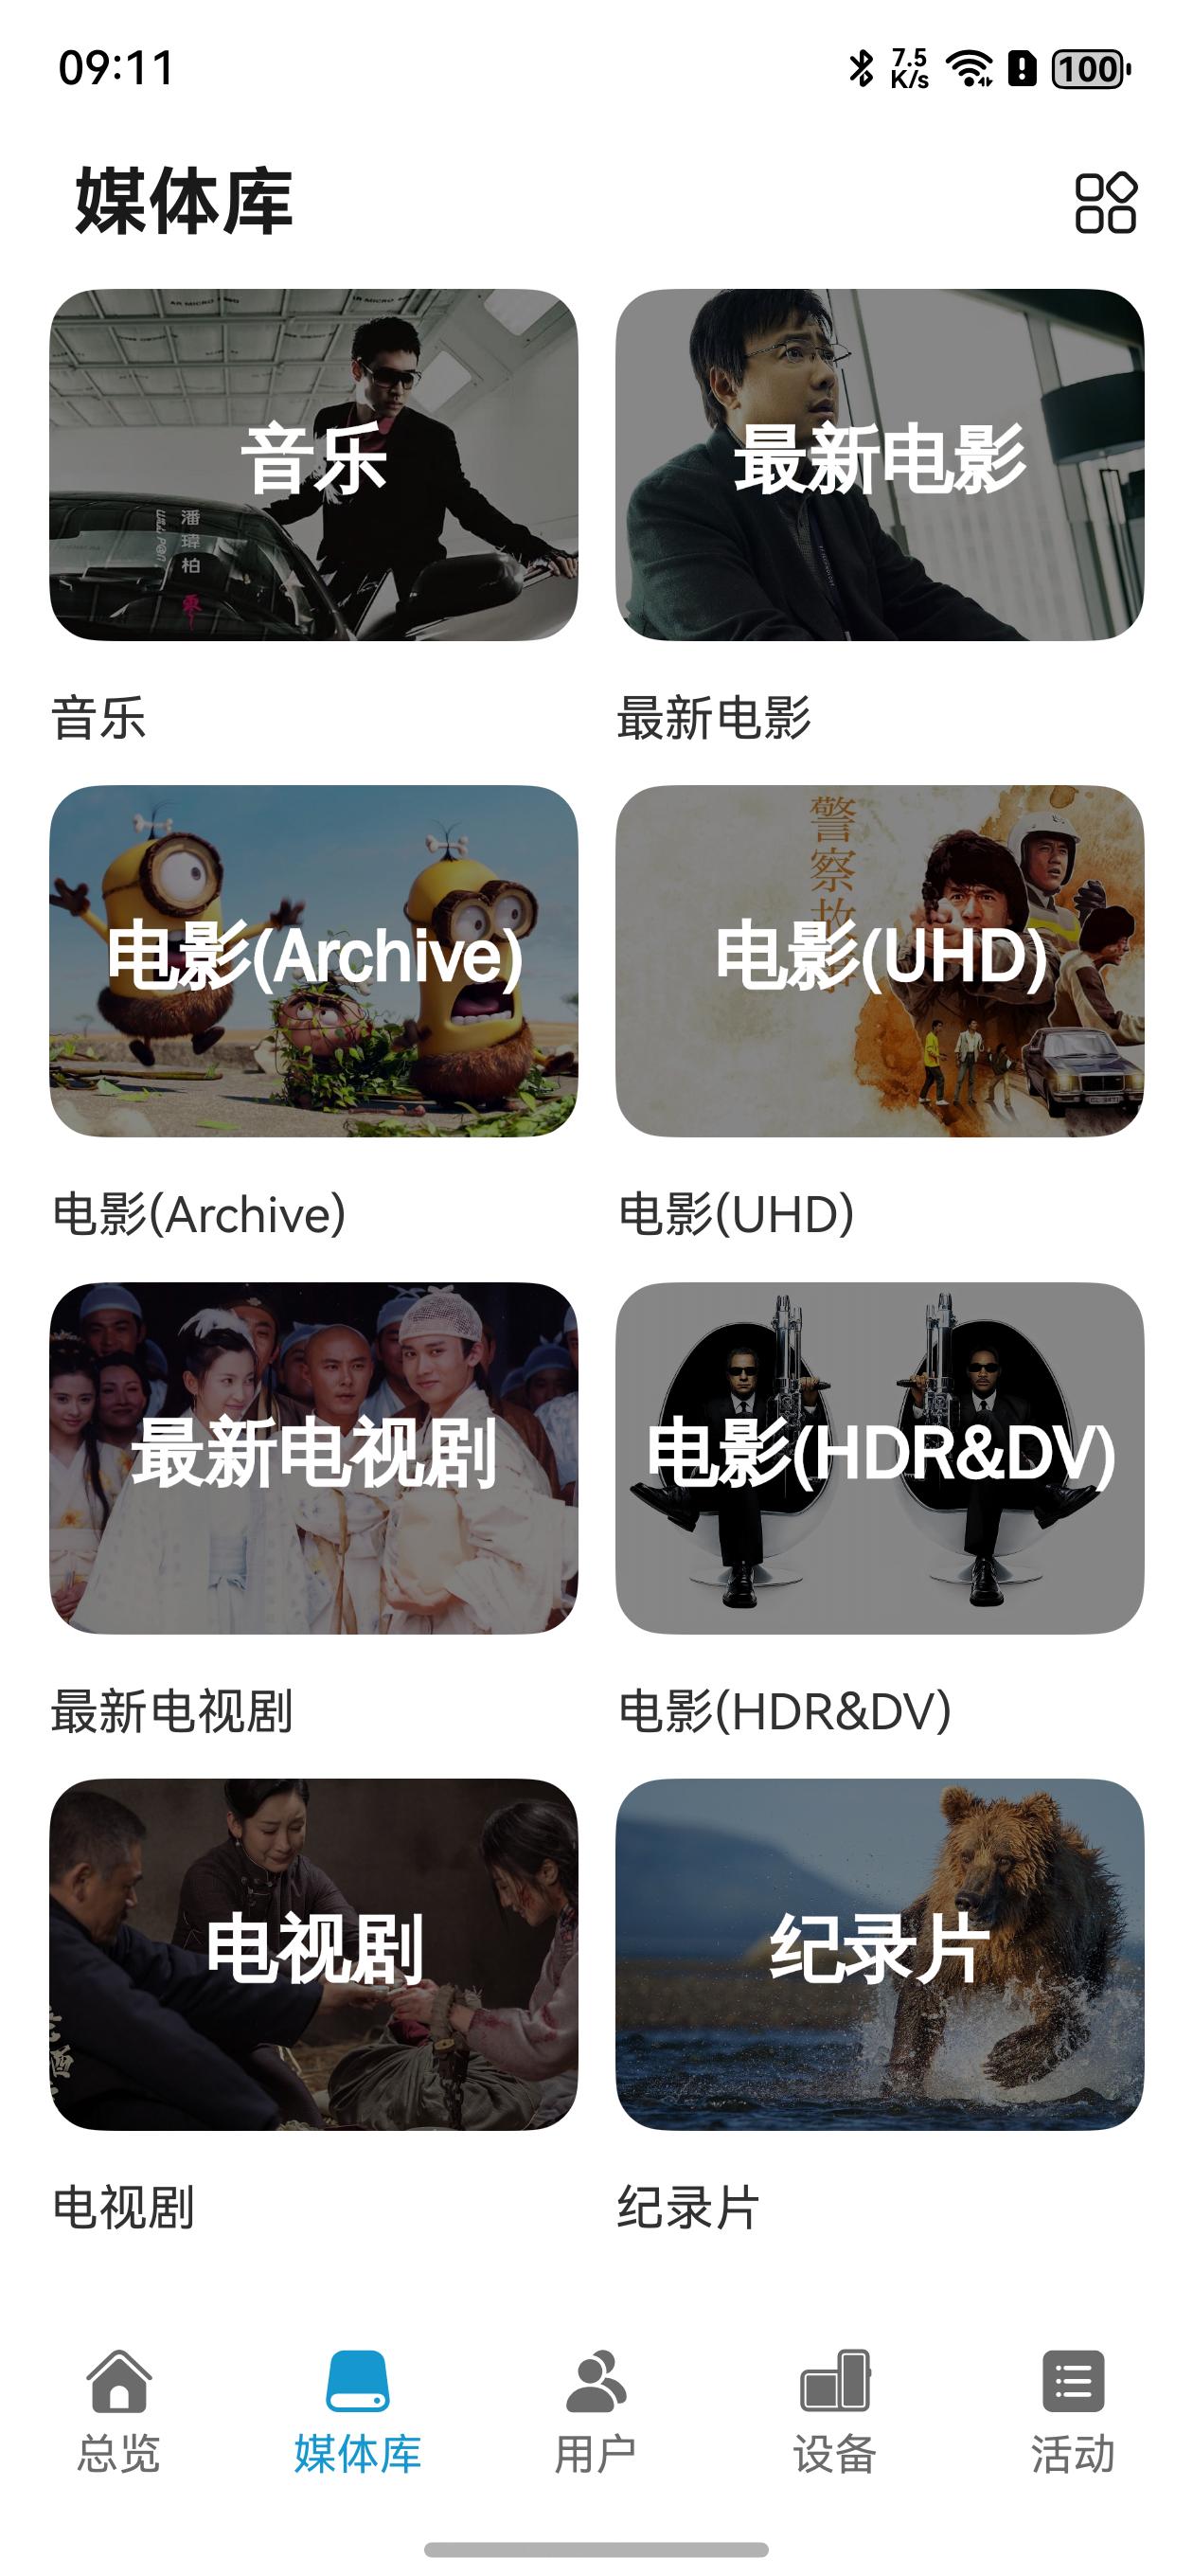 09:11
7.5
K/s
100
媒体库
音乐
潘玮柏
最新电影
音乐
最新电影
警察故
电影(Archive)
电影(UHD)
电影(Archive)
电影(UHD)
最新电视剧
电影(HDR&DV)
最新电视剧
电影(HDR&DV)
电视剧
纪录片
电视剧
纪录片
总览
媒体库
用户
设备
活动